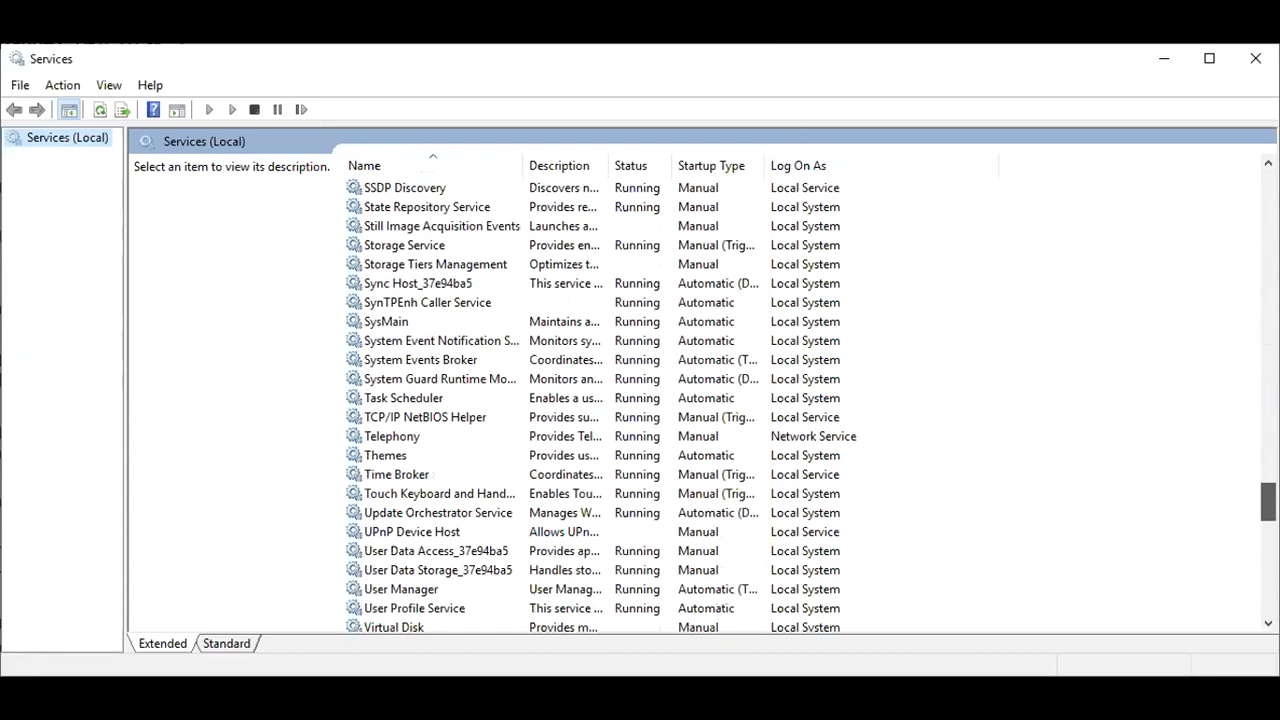 Services
File Action View Help
Services (Local)
Services (Local)
Select an item to view its description.
Name Description Status Startup Type Log On As
SSDP Discovery Discovers n... Running Manual Local Service
State Repository Service Provides re... Running Manual Local System
Still Image Acquisition Events Launches a... Manual Local System
Storage Service Provides en... Running Manual (Trig... Local System
Storage Tiers Management Optimizes t... Manual Local System
Sync Host_37e94ba5 This service ... Running Automatic (D... Local System
SynTPEnh Caller Service Running Automatic Local System
SysMain Maintains a... Running Automatic Local System
System Event Notification S... Monitors sy... Running Automatic Local System
System Events Broker Coordinates... Running Automatic (T... Local System
System Guard Runtime Mo... Monitors an... Running Automatic (D... Local System
Task Scheduler Enables a us... Running Automatic Local System
TCP/IP NetBIOS Helper Provides su... Running Manual (Trig... Local Service
Telephony Provides Tel... Running Manual Network Service
Themes Provides us... Running Automatic Local System
Time Broker Coordinates... Running Manual (Trig... Local Service
Touch Keyboard and Hand... Enables Tou... Running Manual (Trig... Local System
Update Orchestrator Service Manages W... Running Automatic (D... Local System
UPnP Device Host Allows UPn... Manual Local Service
User Data Access_37e94ba5 Provides ap... Running Manual Local System
User Data Storage_37e94ba5 Handles sto... Running Manual Local System
User Manager User Manag... Running Automatic (T... Local System
User Profile Service This service ... Running Automatic Local System
Virtual Disk Provides m... Manual Local System
Extended Standard